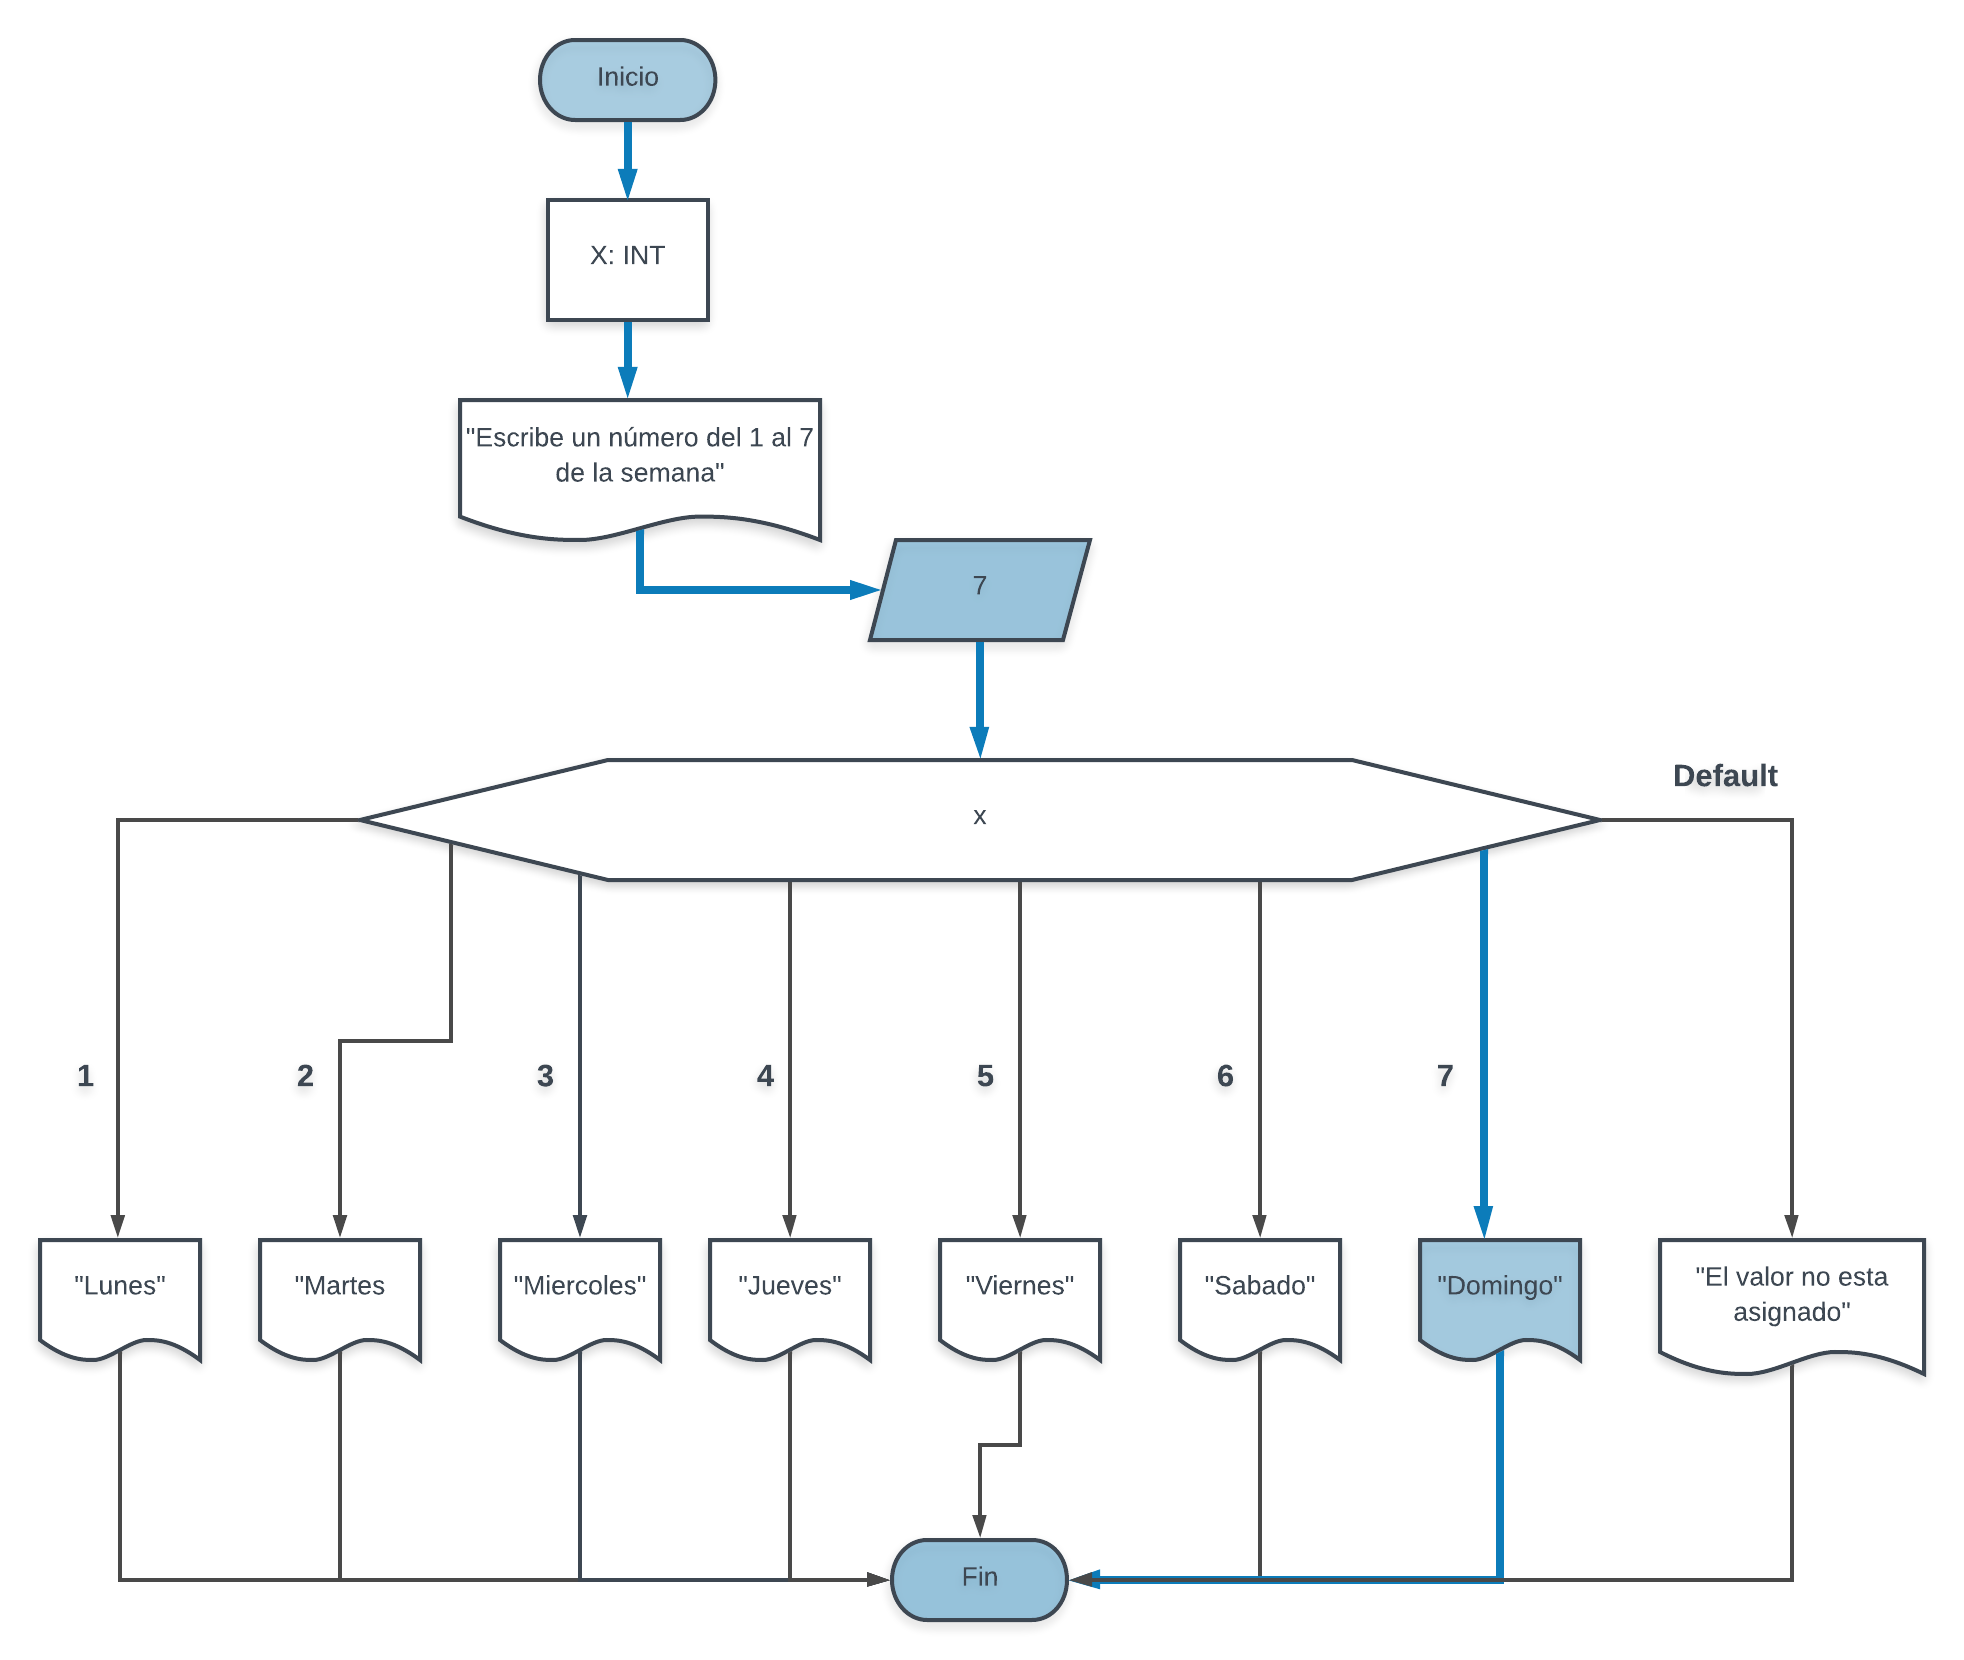 Inicio
X: INT
"Escribe un número del 1 al 7
de la semana"
7
x
Default
1
2
3
4
5
6
7
"Lunes"
"Martes
"Miercoles"
"Jueves"
"Viernes"
"Sabado"
"Domingo"
"El valor no esta
asignado"
Fin